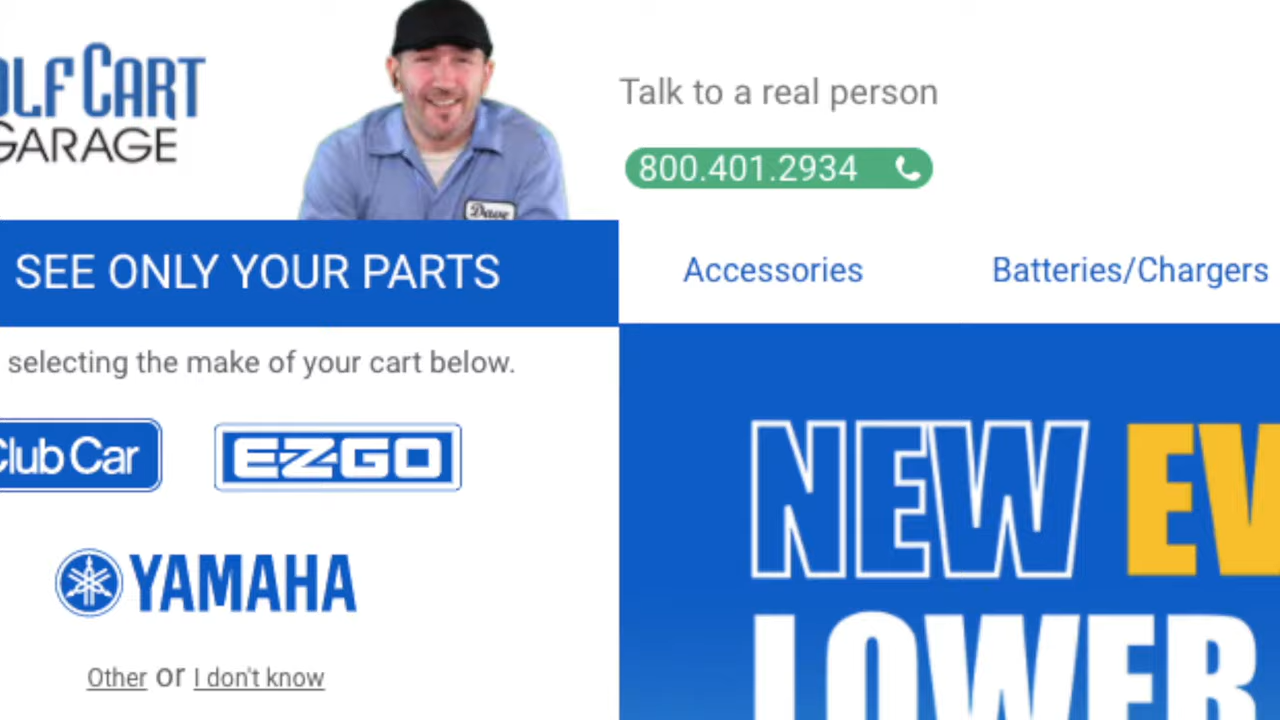 OLF CART
GARAGE
Dave
Talk to a real person
800.401.2934
SEE ONLY YOUR PARTS
Accessories
Batteries/Chargers
selecting the make of your cart below.
Club Car
EZGO
YAMAHA
Other or I don't know
NEW EV
LOWER